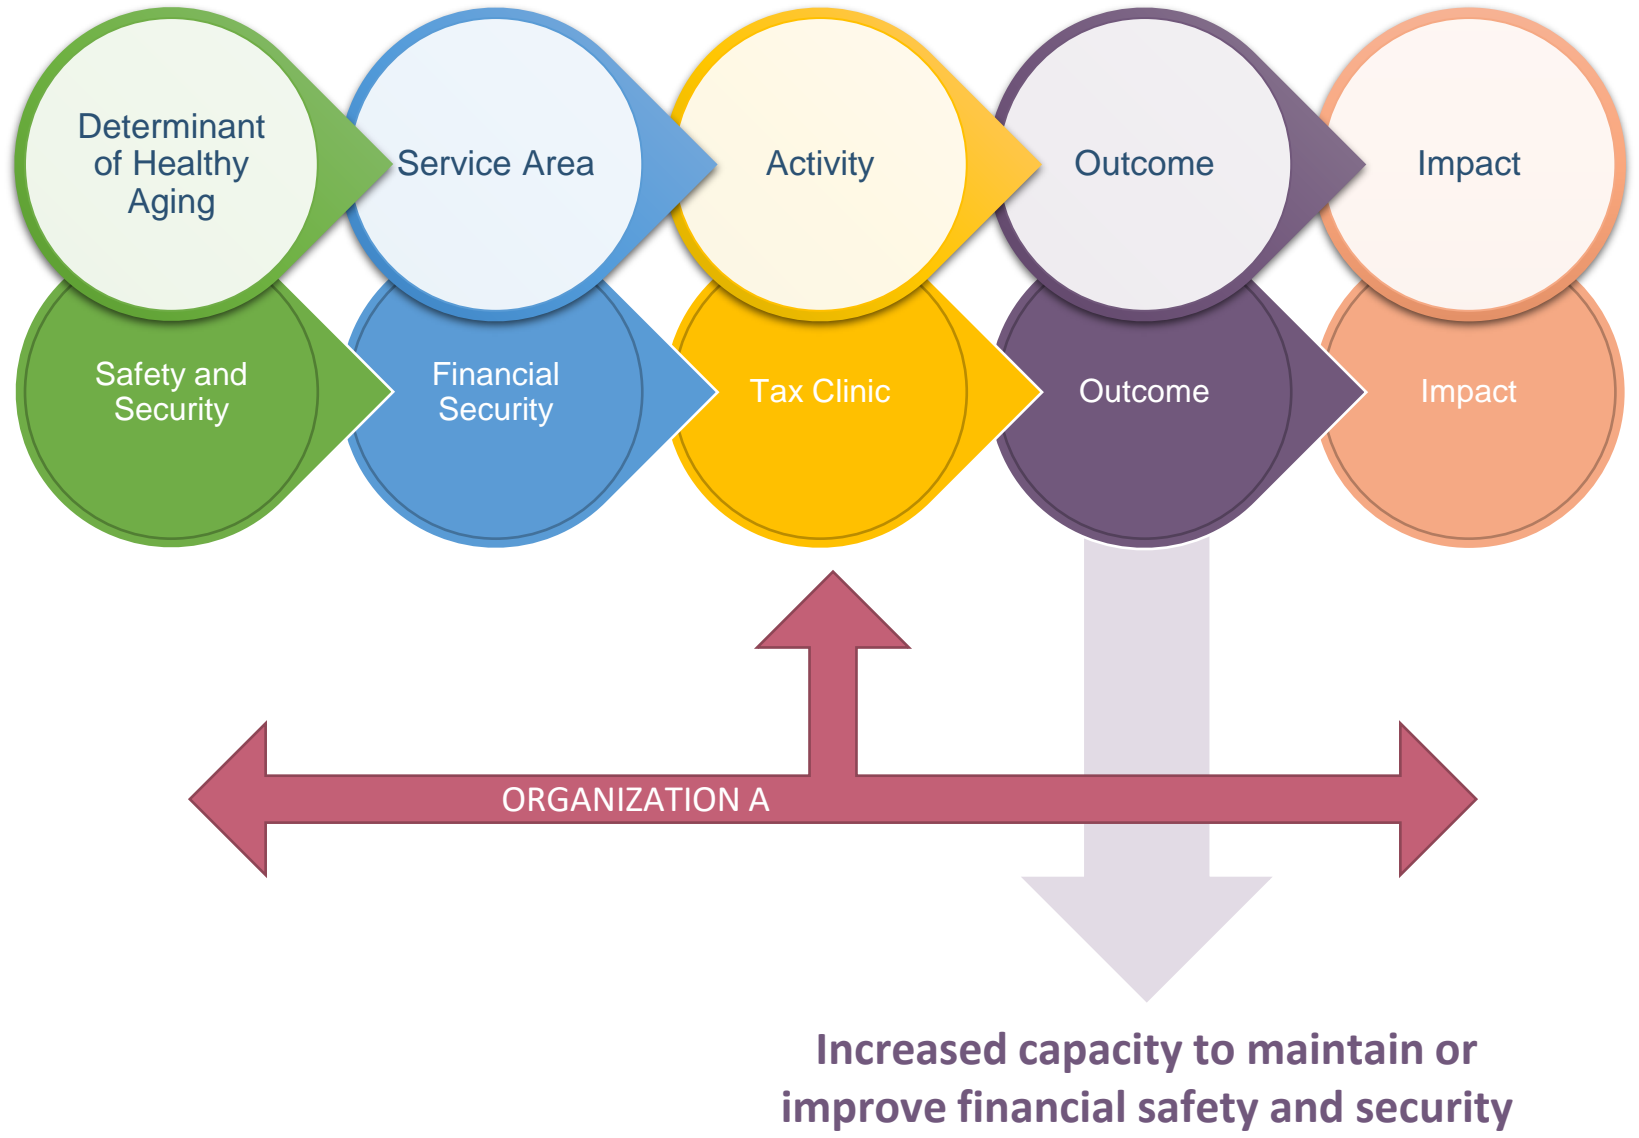 Determinant
of Healthy
Aging
Service Area
Activity
Outcome
Impact
Safety and
Security
Financial
Security
Tax Clinic
Outcome
Impact
ORGANIZATION A
Increased capacity to maintain or
improve financial safety and security